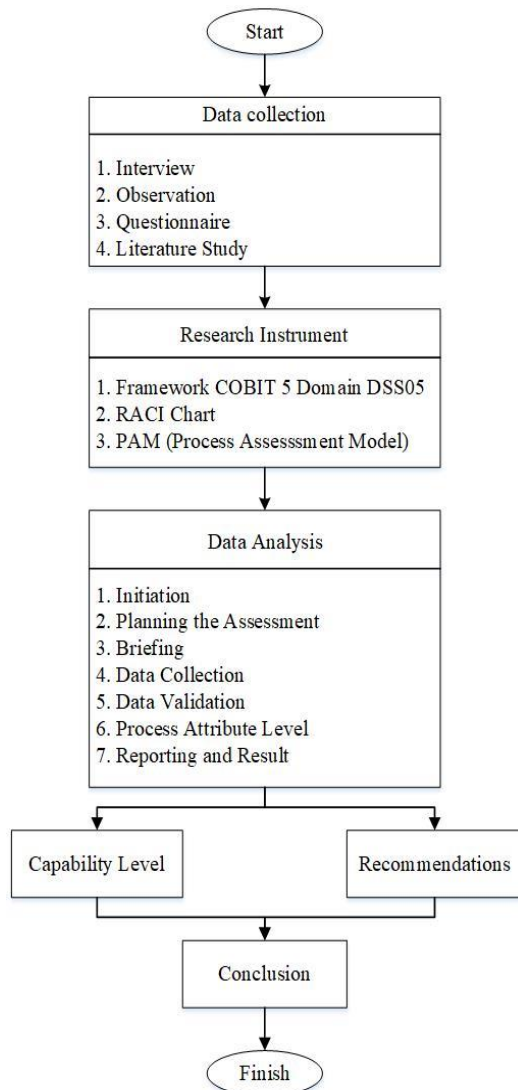 Start
Data collection
1. Interview
2. Observation
3. Questionnaire
4. Literature Study
Research Instrument
1. Framework COBIT 5 Domain DSS05
2. RACI Chart
3. PAM (Process Assesssment Model)
Data Analysis
1. Initiation
2. Planning the Assessment
3. Briefing
4. Data Collection
5. Data Validation
6. Process Attribute Level
7. Reporting and Result
Capability Level
Recommendations
Conclusion
Finish